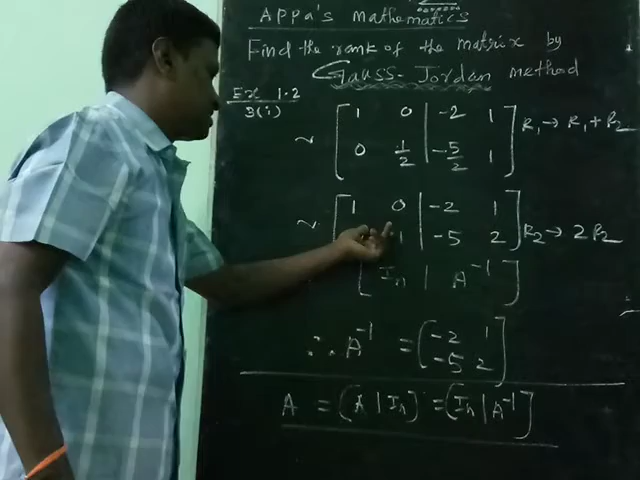 APPA'S MATHEMATICS
Find the rank of the matrix by
Gauss-Jordan method
Ex 1.2
3(i)
~ [ 1 0 | -2 1 ] R₁→R₁+R₂
[ 0 1/2 | -5/2 1 ]
~ [ 1 0 | -2 1 ]
[ 1 | -5 2 ] R₂→2R₂
[ Iₙ | A⁻¹ ]
∴ A⁻¹ = [ -2 1
-5 2 ]
A = (A | Iₙ) = (Iₙ | A⁻¹]